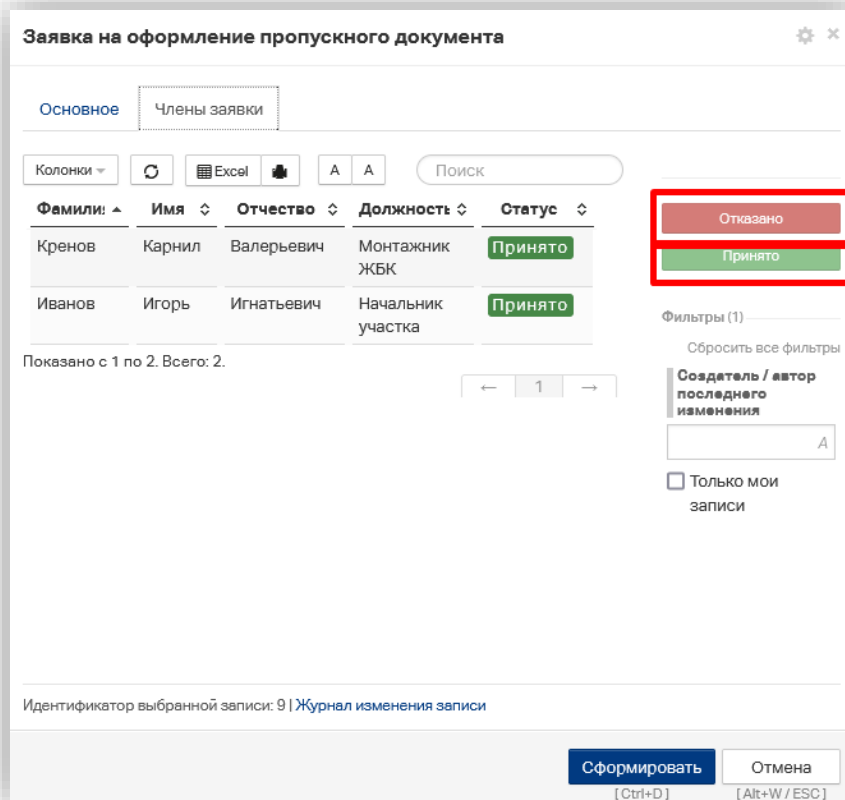 Заявка на оформление пропускного документа
Основное Члены заявки
Колонки Excel A A Поиск
Фамилия Имя Отчество Должность Статус
Кренов Карнил Валерьевич Монтажник ЖБК Принято
Иванов Игорь Игнатьевич Начальник участка Принято
Показано с 1 по 2. Всего: 2.
← 1 →
Отказано
Принято
Фильтры (1)
Сбросить все фильтры
Создатель / автор
последнего
изменения
A
Только мои
записи
Идентификатор выбранной записи: 9 | Журнал изменения записи
Сформировать Отмена
[Ctrl+D] [Alt+W / ESC]